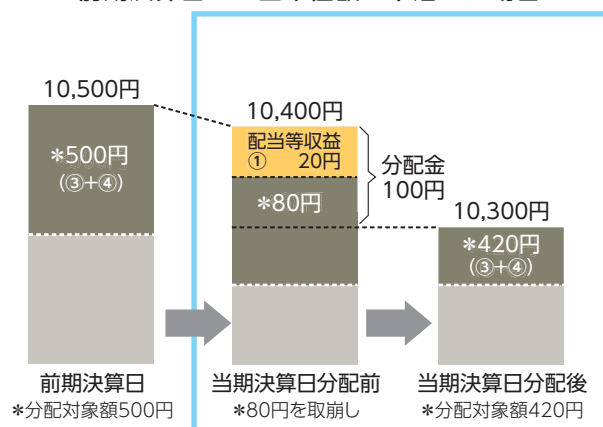 10,500円
10,400円
*500円
(③+④)
配当等収益
① 20円
*80円
分配金
100円
10,300円
*420円
(③+④)
前期決算日
*分配対象額500円
当期決算日分配前
*80円を取崩し
当期決算日分配後
*分配対象額420円